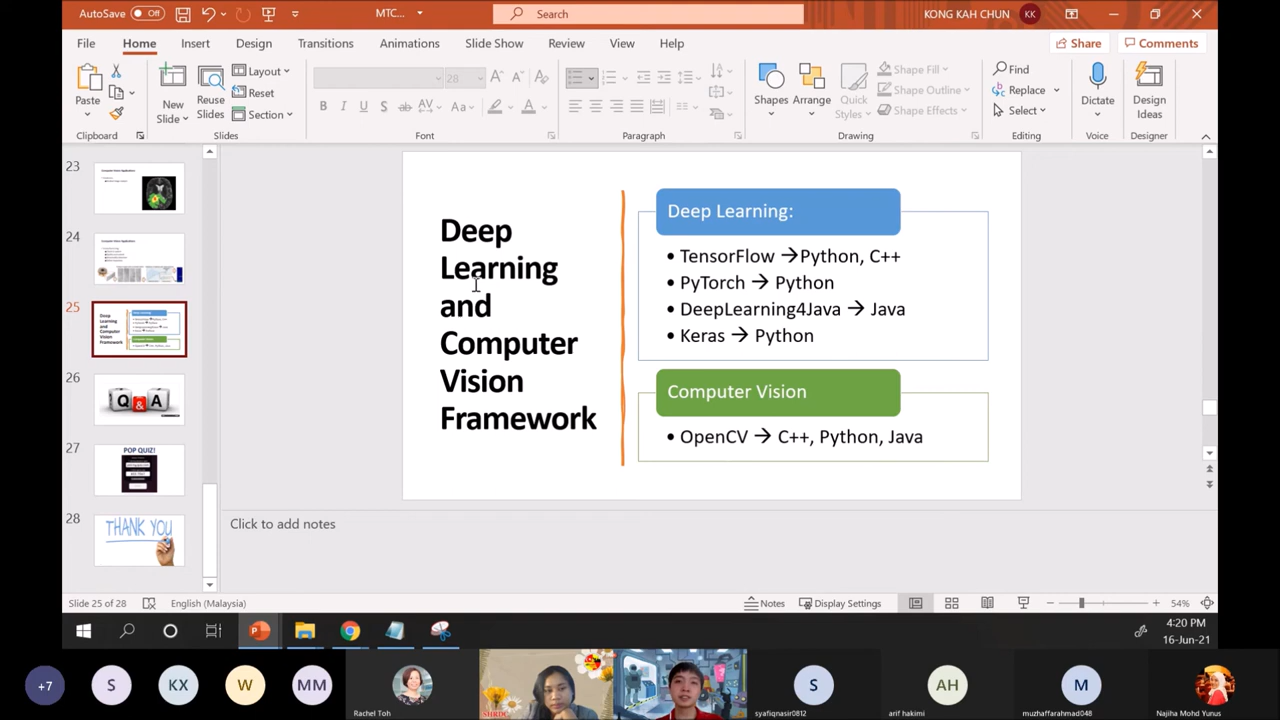 AutoSave Off MTC... Search KONG KAH CHUN KK
File Home Insert Design Transitions Animations Slide Show Review View Help Share Comments
Paste New Slide Reuse Slides Layout Reset Section 28 Aa Shapes Arrange Quick Styles Shape Fill Shape Outline Shape Effects Find Replace Select Dictate Design Ideas
Clipboard Slides Font Paragraph Drawing Editing Voice Designer
23
24
25
26
Q & A
27
POP QUIZ!
28
THANK YOU
Deep
Learning
and
Computer
Vision
Framework
Deep Learning:
• TensorFlow →Python, C++
• PyTorch → Python
• DeepLearning4Java → Java
• Keras → Python
Computer Vision
• OpenCV → C++, Python, Java
Click to add notes
Slide 25 of 28 English (Malaysia) Notes Display Settings 54%
4:20 PM
16-Jun-21
+7 S KX W MM S AH M
Rachel Toh syafiqnasir0812 arif hakimi muzhaffarahmad048 Najiha Mohd Yunus